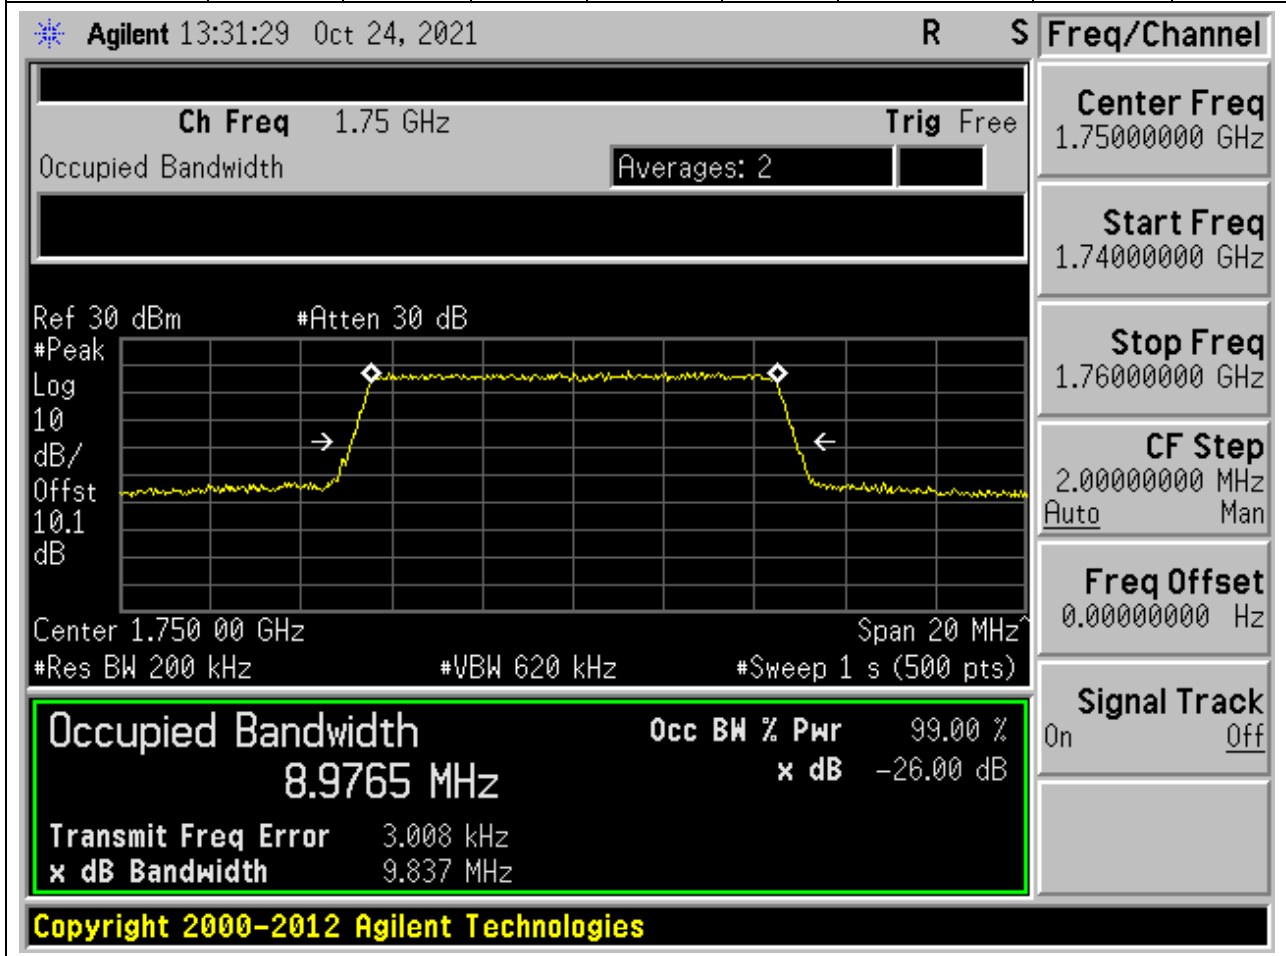 Agilent 13:31:29 Oct 24, 2021 R S
Freq/Channel
Ch Freq 1.75 GHz Trig Free
Occupied Bandwidth Averages: 2
Center Freq
1.75000000 GHz
Start Freq
1.74000000 GHz
Stop Freq
1.76000000 GHz
CF Step
2.00000000 MHz
Auto Man
Freq Offset
0.00000000 Hz
Signal Track
On Off
Ref 30 dBm #Atten 30 dB
#Peak
Log
10
dB/
Offst
10.1
dB
Center 1.750 00 GHz Span 20 MHz^
#Res BW 200 kHz #VBW 620 kHz #Sweep 1 s (500 pts)
Occupied Bandwidth Occ BW % Pwr 99.00 %
8.9765 MHz x dB -26.00 dB
Transmit Freq Error 3.008 kHz
x dB Bandwidth 9.837 MHz
Copyright 2000-2012 Agilent Technologies